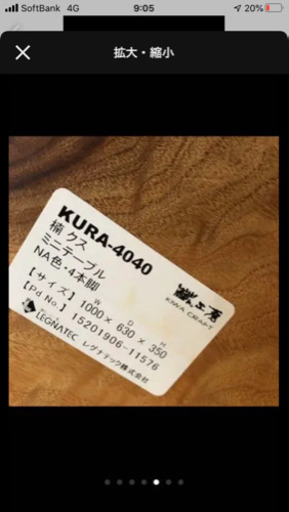 SoftBank 4G
9:05
20%
拡大・縮小
KURA-4040
楠 クス
ミニテーブル
NA色・4本脚
W D H
【サイズ】1000×630×350
【Pd No.】15201906-11576
LEGNATEC レグナテック株式会社
KIWA CRAFT